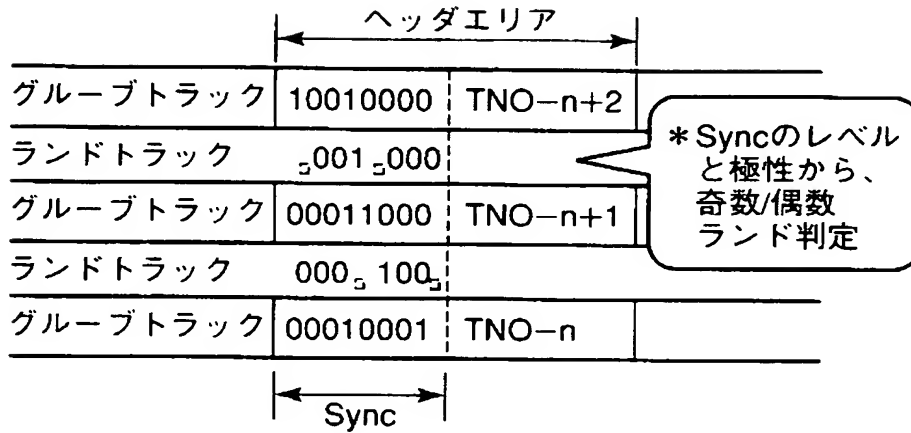 ヘッダエリア
グルーブトラック 10010000 TNO-n+2
ランドトラック ₅001₅000
グルーブトラック 00011000 TNO-n+1
ランドトラック 000₅100₅
グルーブトラック 00010001 TNO-n
Sync
*Syncのレベル
と極性から、
奇数/偶数
ランド判定